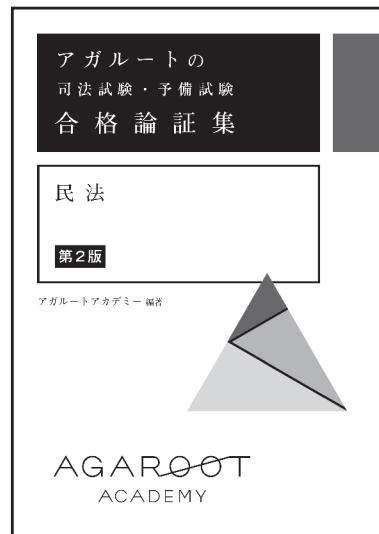 アガルートの
司法試験・予備試験
合格論証集
民法
第2版
アガルートアカデミー 編著
AGAROOT
ACADEMY